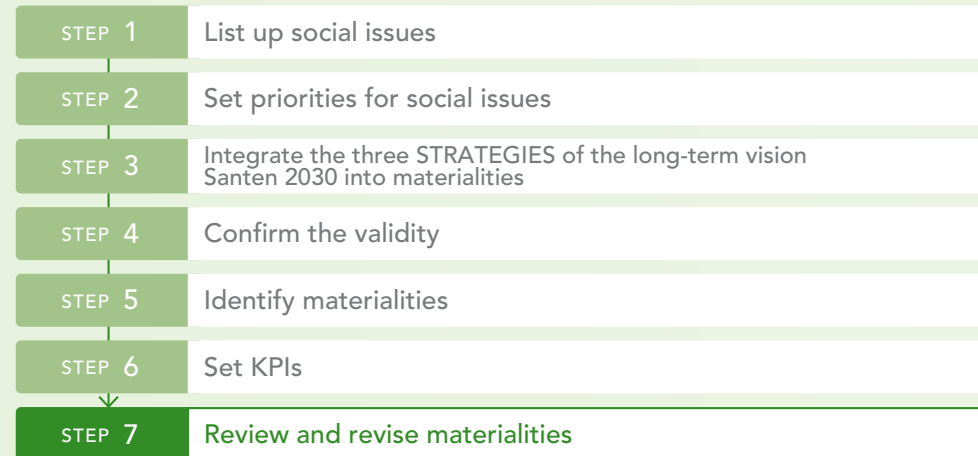 STEP 1 List up social issues
STEP 2 Set priorities for social issues
STEP 3 Integrate the three STRATEGIES of the long-term vision
Santen 2030 into materialities
STEP 4 Confirm the validity
STEP 5 Identify materialities
STEP 6 Set KPIs
STEP 7 Review and revise materialities